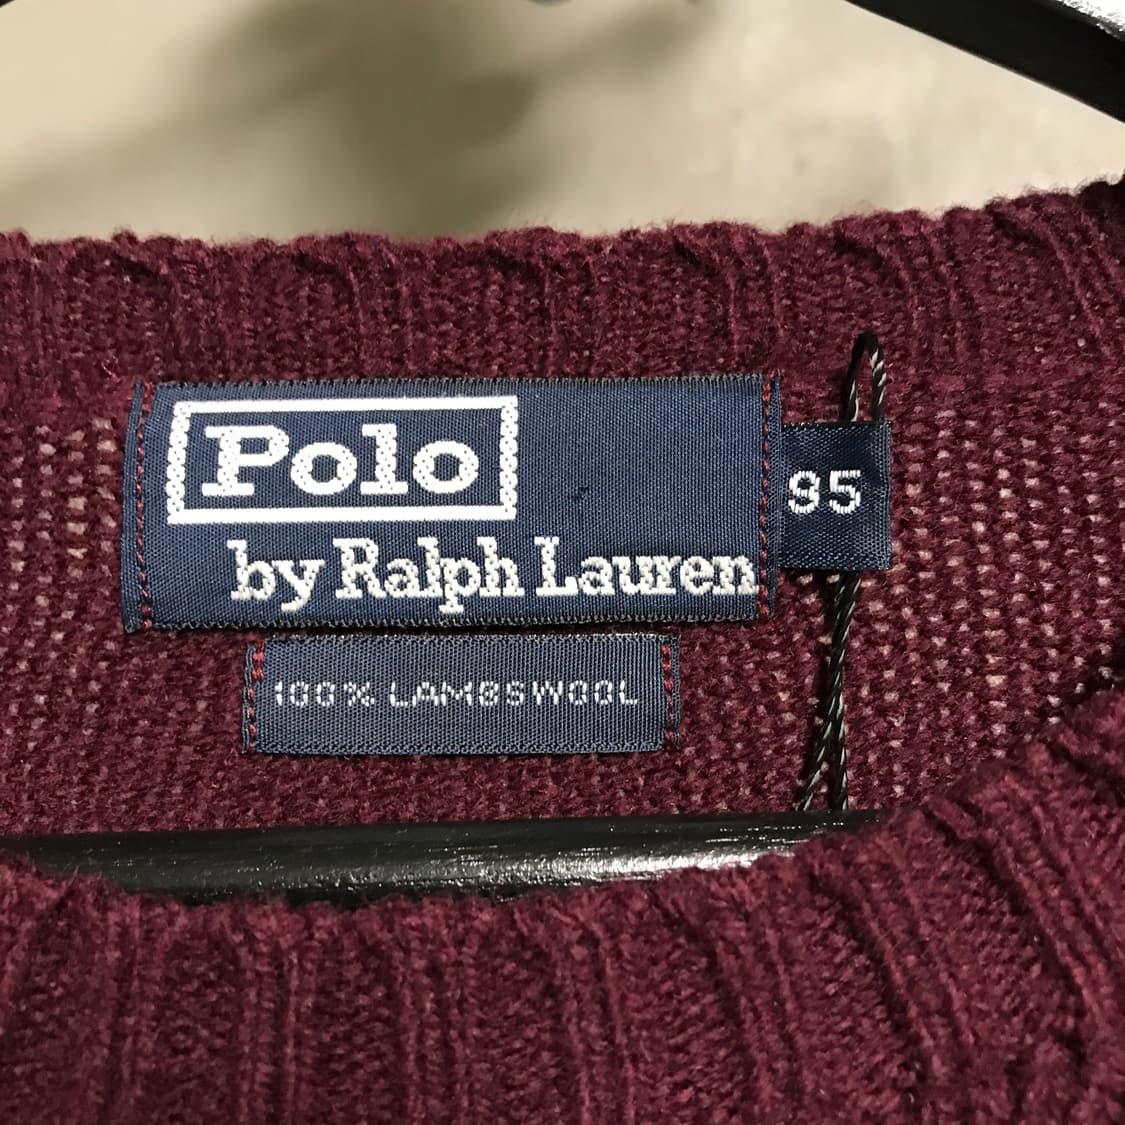 Polo
by Ralph Lauren
95
100% LAMBSWOOL